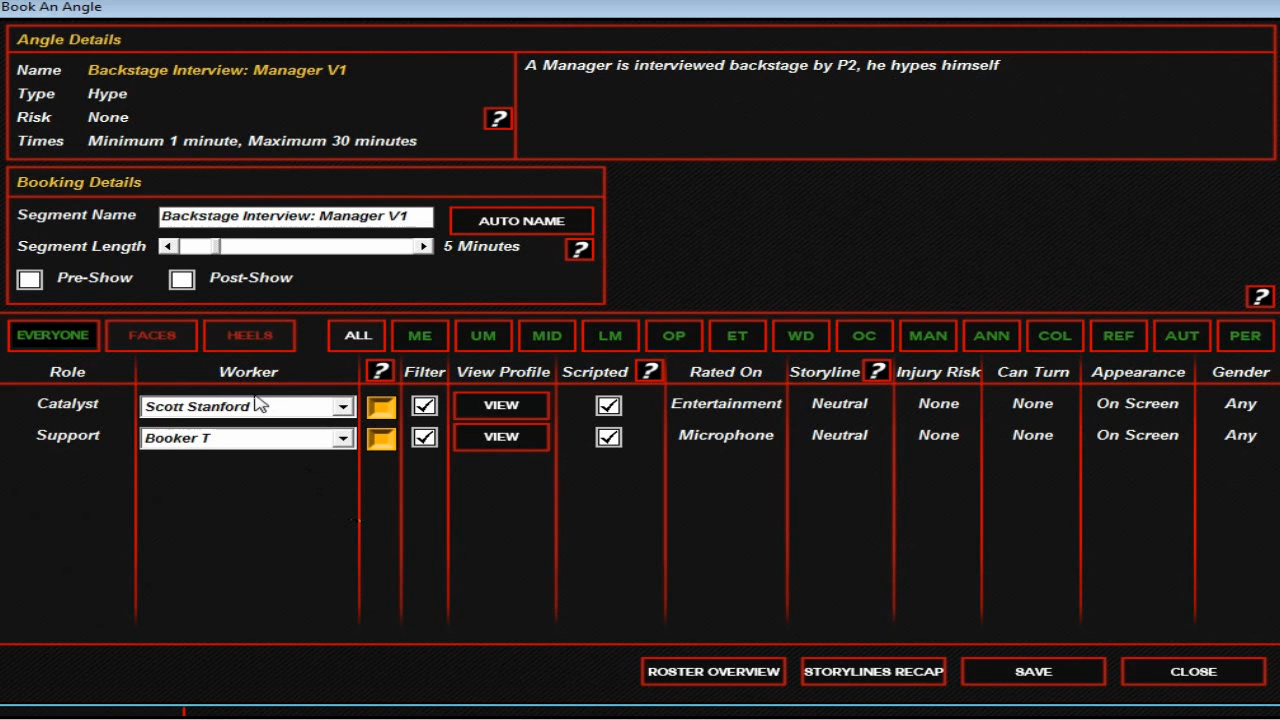 Book An Angle
Angle Details
Name Backstage Interview: Manager V1
Type Hype
Risk None
?
Times Minimum 1 minute, Maximum 30 minutes
A Manager is interviewed backstage by P2, he hypes himself
Booking Details
Segment Name Backstage Interview: Manager V1 AUTO NAME
Segment Length 5 Minutes ?
Pre-Show Post-Show
?
EVERYONE FACES HEELS ALL ME UM MID LM OP ET WD OC MAN ANN COL REF AUT PER
Role Worker ? Filter View Profile Scripted ? Rated On Storyline ? Injury Risk Can Turn Appearance Gender
Catalyst Scott Stanford VIEW Entertainment Neutral None None On Screen Any
Support Booker T VIEW Microphone Neutral None None On Screen Any
ROSTER OVERVIEW STORYLINES RECAP SAVE CLOSE